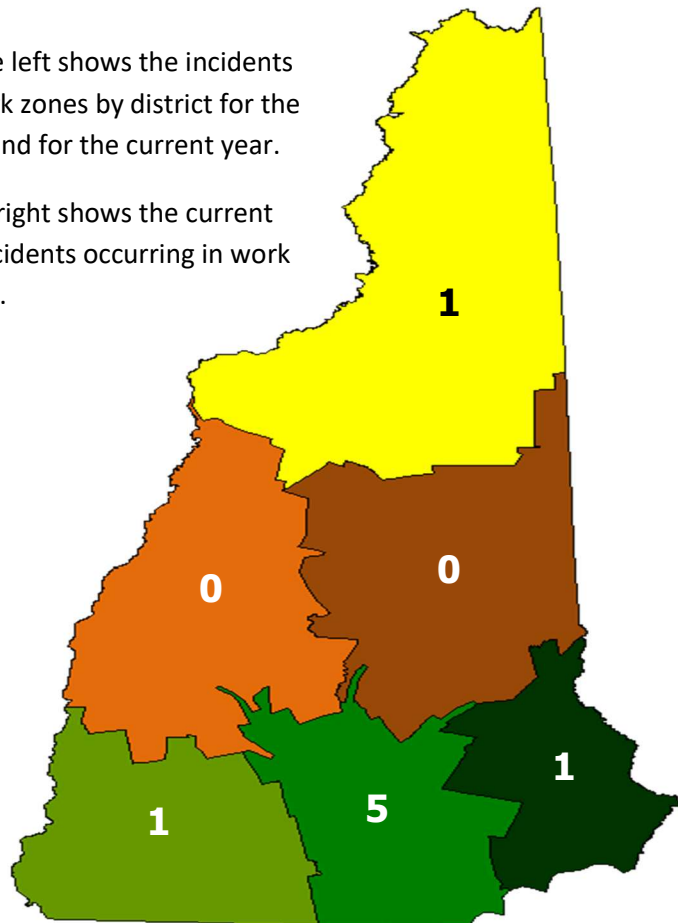 e left shows the incidents
k zones by district for the
nd for the current year.
right shows the current
cidents occurring in work
.
1
0
0
1
5
1